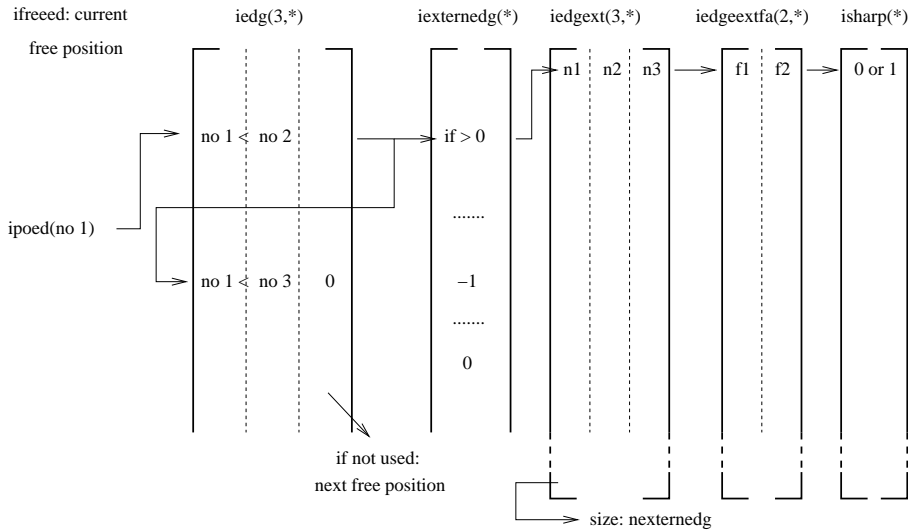 ifreed: current
free position
iedg(3,*)
iexternedg(*)
iedgext(3,*)
iedgeextfa(2,*)
isharp(*)
n1 n2 n3
f1 f2
0 or 1
no 1 < no 2
if > 0
ipoed(no 1)
.......
no 1 < no 3 0
−1
.......
0
if not used:
next free position
size: nexternedg